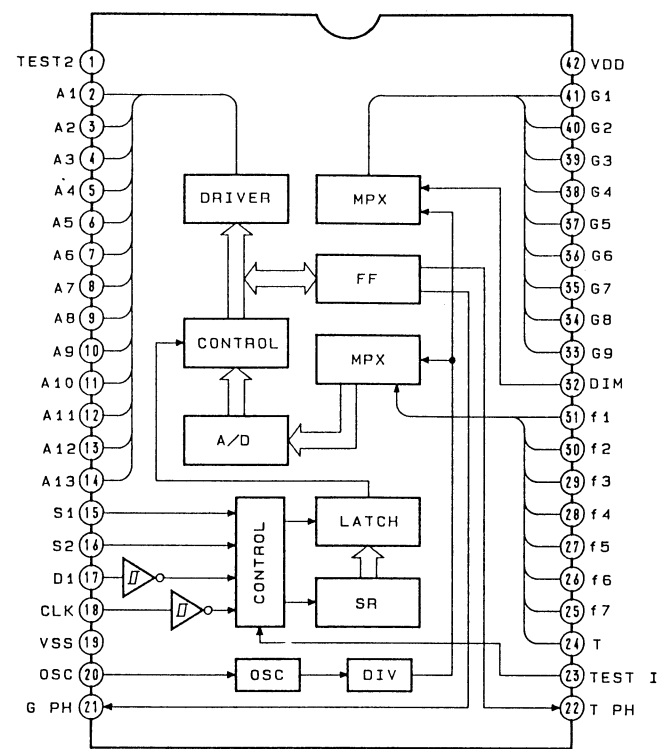 TEST2 1
42 VDD
A1 2
41 G1
A2 3
40 G2
A3 4
39 G3
A4 5
38 G4
DRIVER
MPX
A5 6
37 G5
A6 7
36 G6
A7 8
FF
35 G7
A8 9
34 G8
A9 10
CONTROL
MPX
33 G9
A10 11
32 DIM
A11 12
31 f1
A/D
A12 13
30 f2
A13 14
29 f3
S1 15
28 f4
LATCH
S2 16
27 f5
CONTROL
D1 17
26 f6
SR
CLK 18
25 f7
VSS 19
24 T
OSC 20
OSC
DIV
23 TEST I
G PH 21
22 T PH